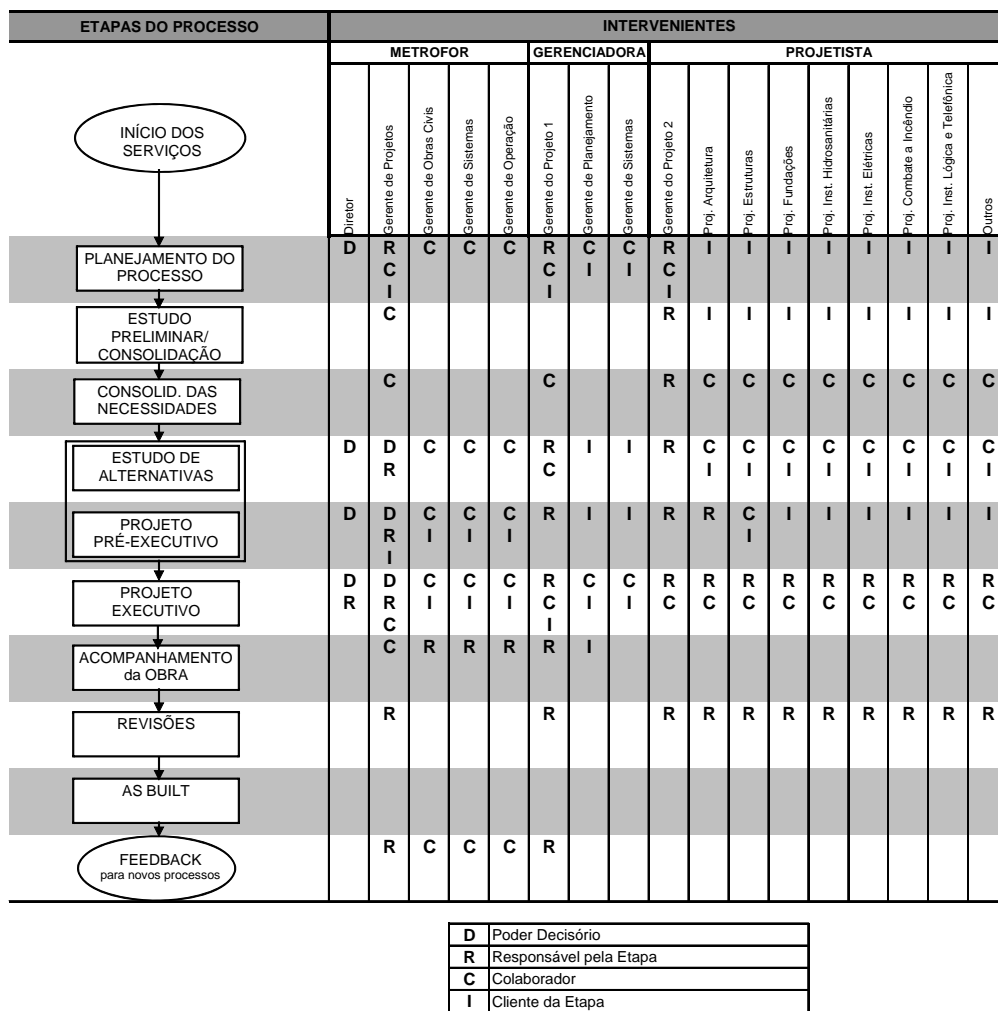 ETAPAS DO PROCESSO INTERVENIENTES
METROFOR GERENCIADORA PROJETISTA
INÍCIO DOS
SERVIÇOS
Diretor
Gerente de Projetos
Gerente de Obras Civis
Gerente de Sistemas
Gerente de Operação
Gerente do Projeto 1
Gerente de Planejamento
Gerente de Sistemas
Gerente do Projeto 2
Proj. Arquitetura
Proj. Estruturas
Proj. Fundações
Proj. Inst. Hidrosanitárias
Proj. Inst. Elétricas
Proj. Combate a Incêndio
Proj. Inst. Lógica e Telefônica
Outros
PLANEJAMENTO DO
PROCESSO
D R C C C R C C R I I I I I I I I
C C I I C
I I I
ESTUDO
PRELIMINAR/
CONSOLIDAÇÃO
C R I I I I I I I I
CONSOLID. DAS
NECESSIDADES
C C R C C C C C C C C
ESTUDO DE
ALTERNATIVAS
D D C C C R I I R C C C C C C C C
R C I I I I I I I I
PROJETO
PRÉ-EXECUTIVO
D D C C C R I I R R C I I I I I I
R I I I I
I
PROJETO
EXECUTIVO
D D C C C R C C R R R R R R R R R
R R I I I C I I C C C C C C C C C
C I
ACOMPANHAMENTO
da OBRA
C R R R R I
REVISÕES
R R R R R R R R R R R
AS BUILT
FEEDBACK
para novos processos
R C C C R
D Poder Decisório
R Responsável pela Etapa
C Colaborador
I Cliente da Etapa